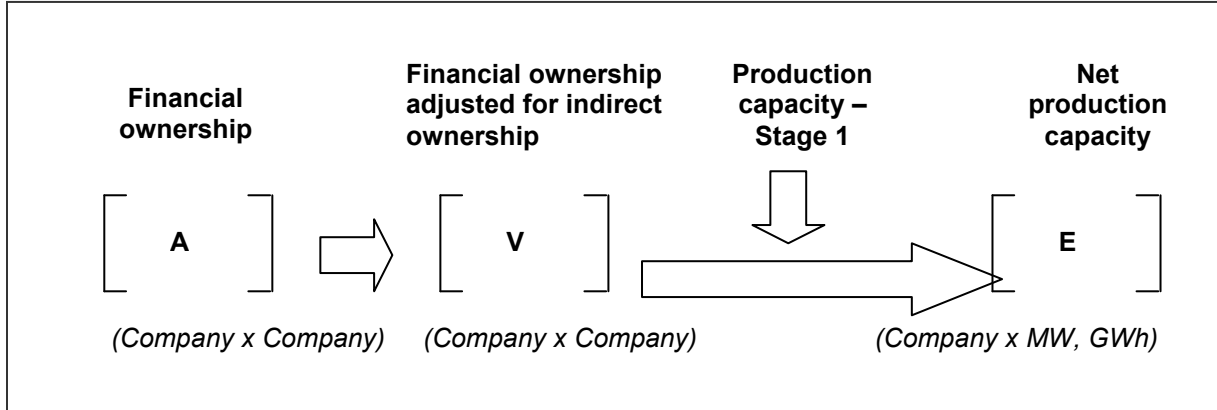 Financial
ownership
Financial ownership
adjusted for indirect
ownership
Production
capacity –
Stage 1
Net
production
capacity
A
V
E
(Company x Company)
(Company x Company)
(Company x MW, GWh)